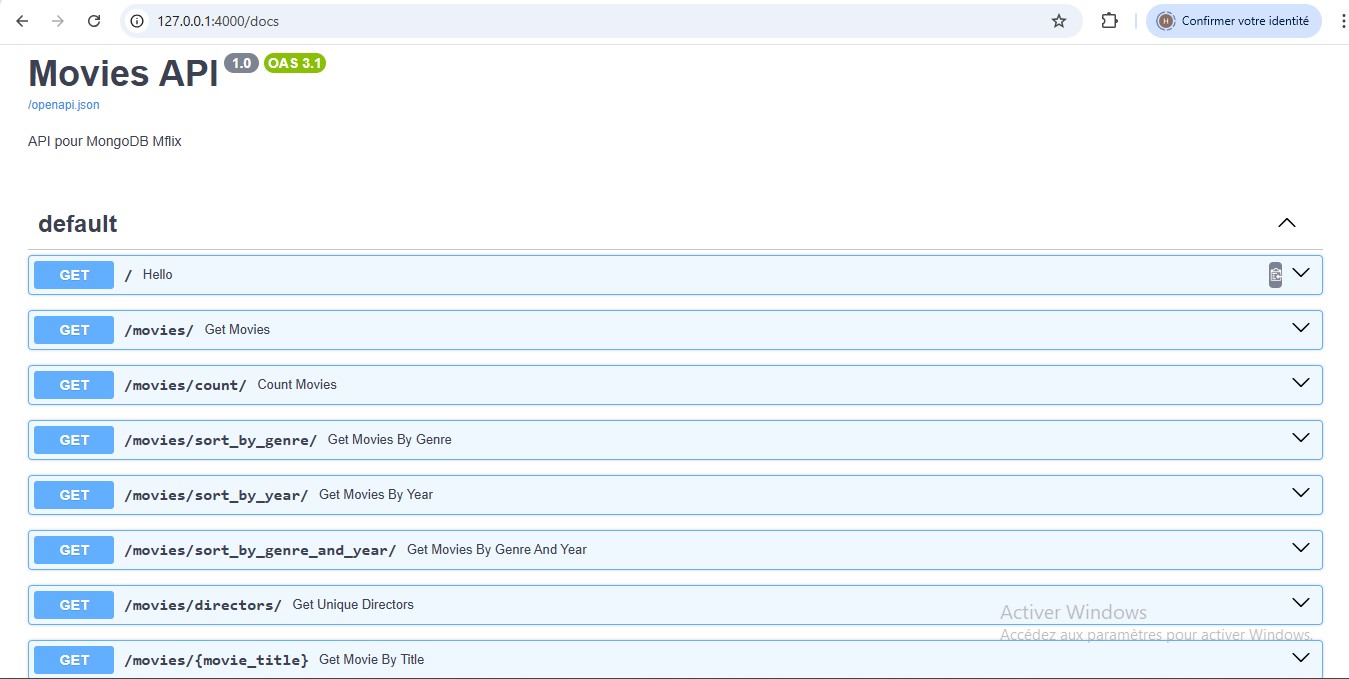 127.0.0.1:4000/docs
H Confirmer votre identité
Movies API 1.0 OAS 3.1
/openapi.json
API pour MongoDB Mflix
default
GET / Hello
GET /movies/ Get Movies
GET /movies/count/ Count Movies
GET /movies/sort_by_genre/ Get Movies By Genre
GET /movies/sort_by_year/ Get Movies By Year
GET /movies/sort_by_genre_and_year/ Get Movies By Genre And Year
GET /movies/directors/ Get Unique Directors
Activer Windows
Accédez aux paramètres pour activer Windows.
GET /movies/{movie_title} Get Movie By Title